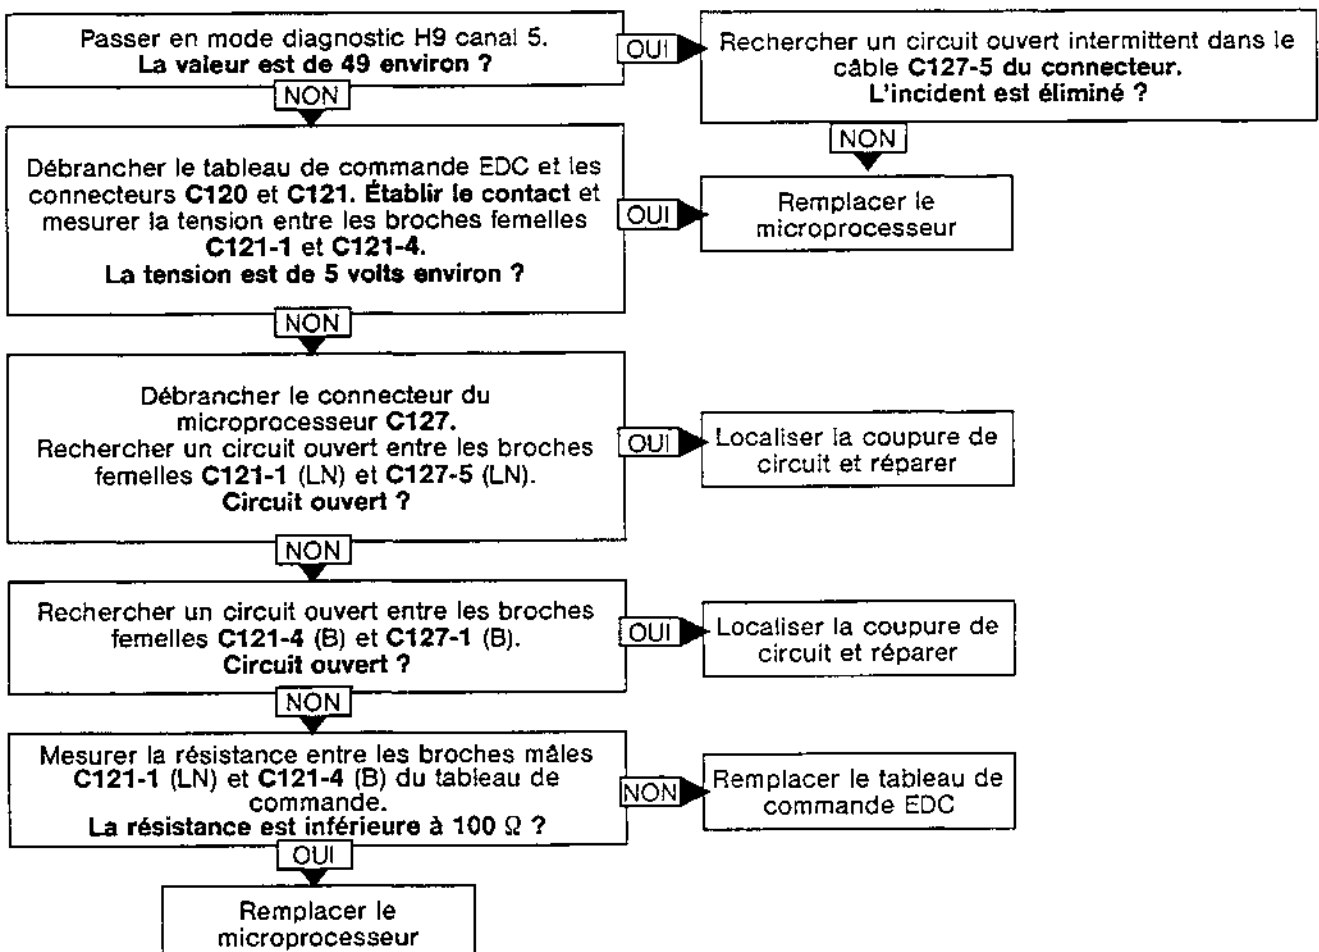 Passer en mode diagnostic H9 canal 5.
La valeur est de 49 environ ?
OUI
Rechercher un circuit ouvert intermittent dans le
câble C127-5 du connecteur.
L'incident est éliminé ?
NON
NON
Débrancher le tableau de commande EDC et les
connecteurs C120 et C121. Établir le contact et
mesurer la tension entre les broches femelles
C121-1 et C121-4.
La tension est de 5 volts environ ?
OUI
Remplacer le
microprocesseur
NON
Débrancher le connecteur du
microprocesseur C127.
Rechercher un circuit ouvert entre les broches
femelles C121-1 (LN) et C127-5 (LN).
Circuit ouvert ?
OUI
Localiser la coupure de
circuit et réparer
NON
Rechercher un circuit ouvert entre les broches
femelles C121-4 (B) et C127-1 (B).
Circuit ouvert ?
OUI
Localiser la coupure de
circuit et réparer
NON
Mesurer la résistance entre les broches mâles
C121-1 (LN) et C121-4 (B) du tableau de
commande.
La résistance est inférieure à 100 Ω ?
NON
Remplacer le tableau de
commande EDC
OUI
Remplacer le
microprocesseur